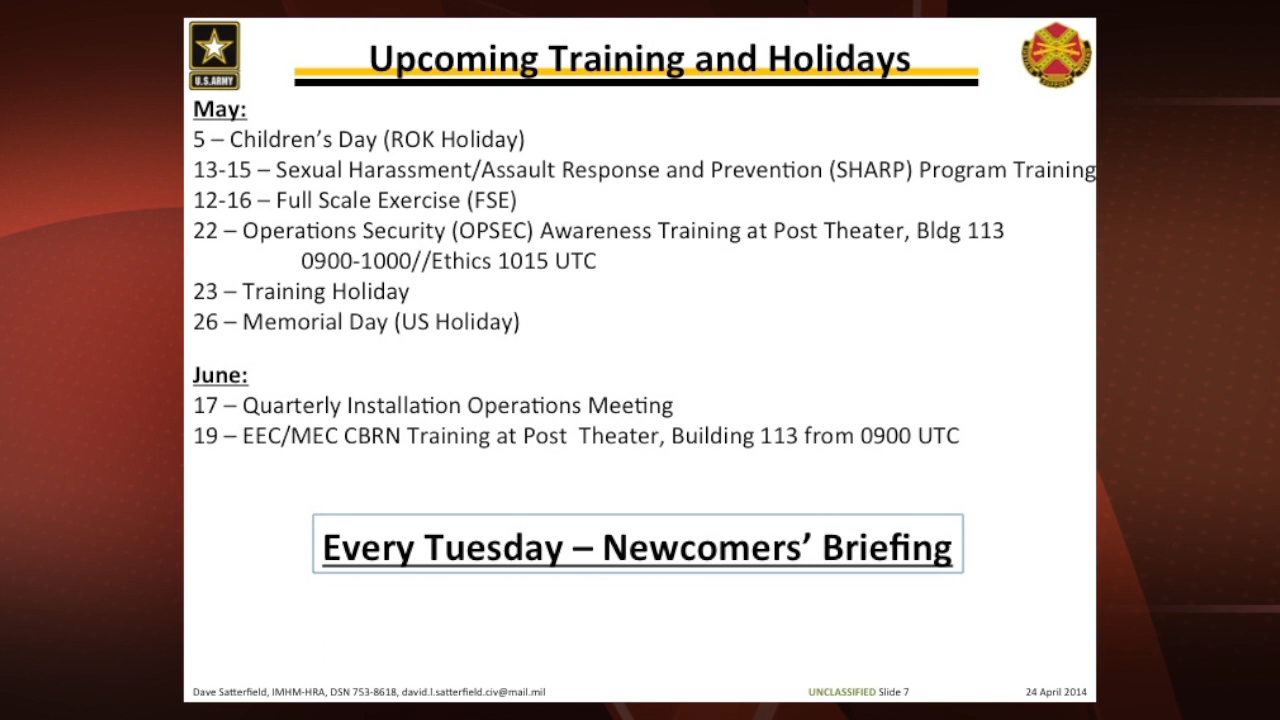 U.S.ARMY
Upcoming Training and Holidays
May:
5 – Children’s Day (ROK Holiday)
13-15 – Sexual Harassment/Assault Response and Prevention (SHARP) Program Training
12-16 – Full Scale Exercise (FSE)
22 – Operations Security (OPSEC) Awareness Training at Post Theater, Bldg 113
0900-1000//Ethics 1015 UTC
23 – Training Holiday
26 – Memorial Day (US Holiday)
June:
17 – Quarterly Installation Operations Meeting
19 – EEC/MEC CBRN Training at Post  Theater, Building 113 from 0900 UTC
Every Tuesday – Newcomers’ Briefing
Dave Satterfield, IMHM-HRA, DSN 753-8618, david.l.satterfield.civ@mail.mil
UNCLASSIFIED Slide 7
24 April 2014